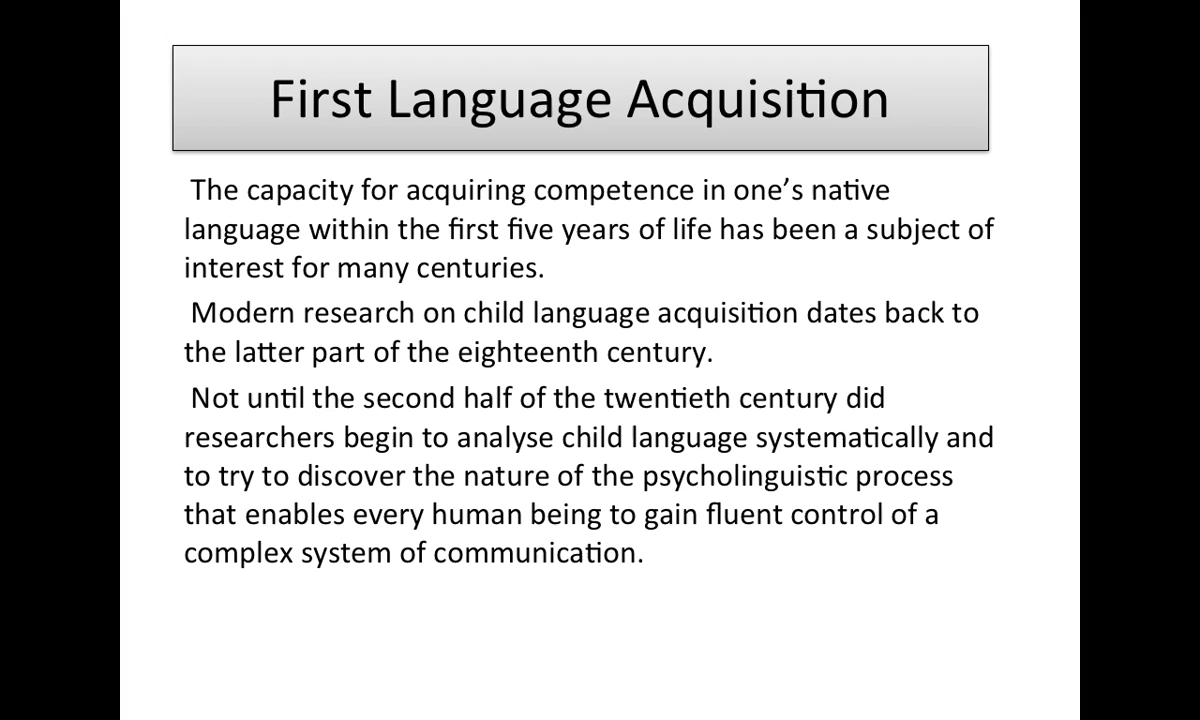 First Language Acquisition
The capacity for acquiring competence in one’s native
language within the first five years of life has been a subject of
interest for many centuries.
Modern research on child language acquisition dates back to
the latter part of the eighteenth century.
Not until the second half of the twentieth century did
researchers begin to analyse child language systematically and
to try to discover the nature of the psycholinguistic process
that enables every human being to gain fluent control of a
complex system of communication.